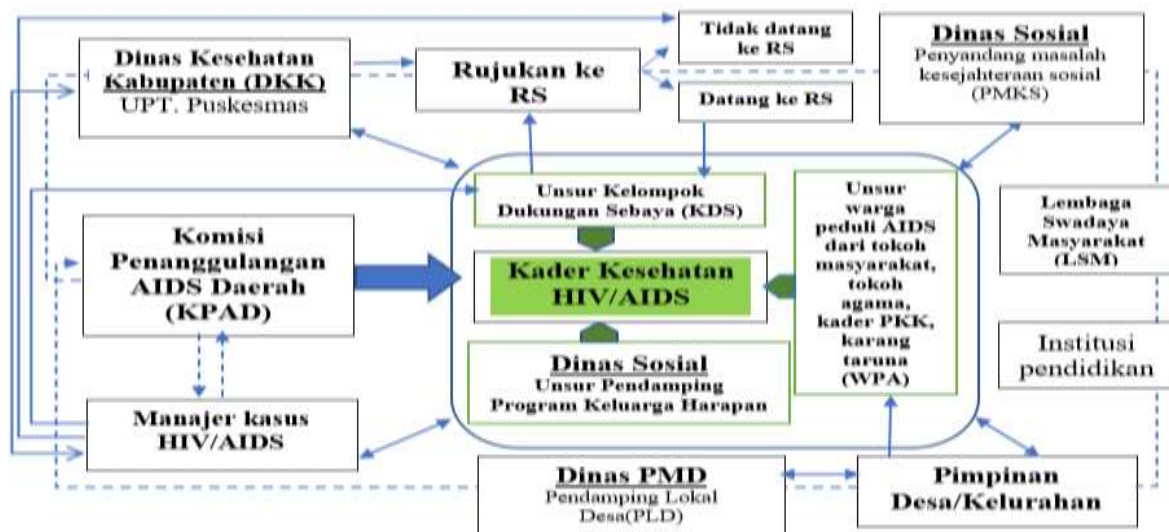 Dinas Kesehatan
Kabupaten (DKK)
UPT. Puskesmas
Rujukan ke
RS
Tidak datang
ke RS
Datang ke RS
Dinas Sosial
Penyandang masalah
kesejahteraan sosial
(PMKS)
Unsur Kelompok
Dukungan Sebaya (KDS)
Komisi
Penanggulangan
AIDS Daerah
(KPAD)
Kader Kesehatan
HIV/AIDS
Unsur
warga
peduli AIDS
dari tokoh
masyarakat,
tokoh
agama,
kader PKK,
karang
taruna
(WPA)
Lembaga
Swadaya
Masyarakat
(LSM)
Institusi
pendidikan
Dinas Sosial
Unsur Pendamping
Program Keluarga Harapan
Manajer kasus
HIV/AIDS
Dinas PMD
Pendamping Lokal
Desa(PLD)
Pimpinan
Desa/Kelurahan